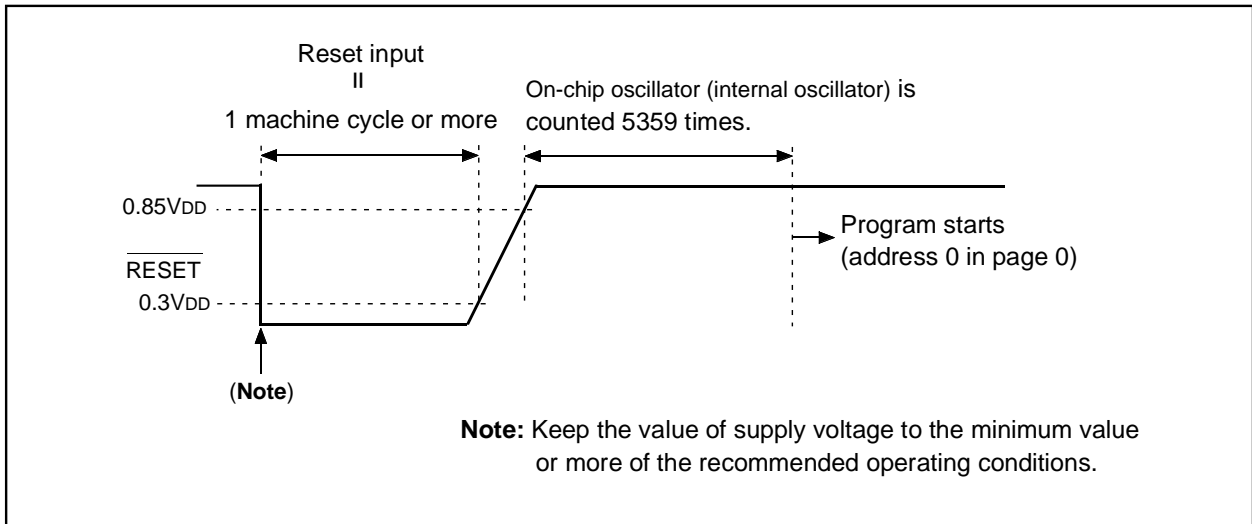 Reset input
=
1 machine cycle or more
On-chip oscillator (internal oscillator) is
counted 5359 times.
0.85VDD
RESET
0.3VDD
Program starts
(address 0 in page 0)
(Note)
Note: Keep the value of supply voltage to the minimum value
or more of the recommended operating conditions.